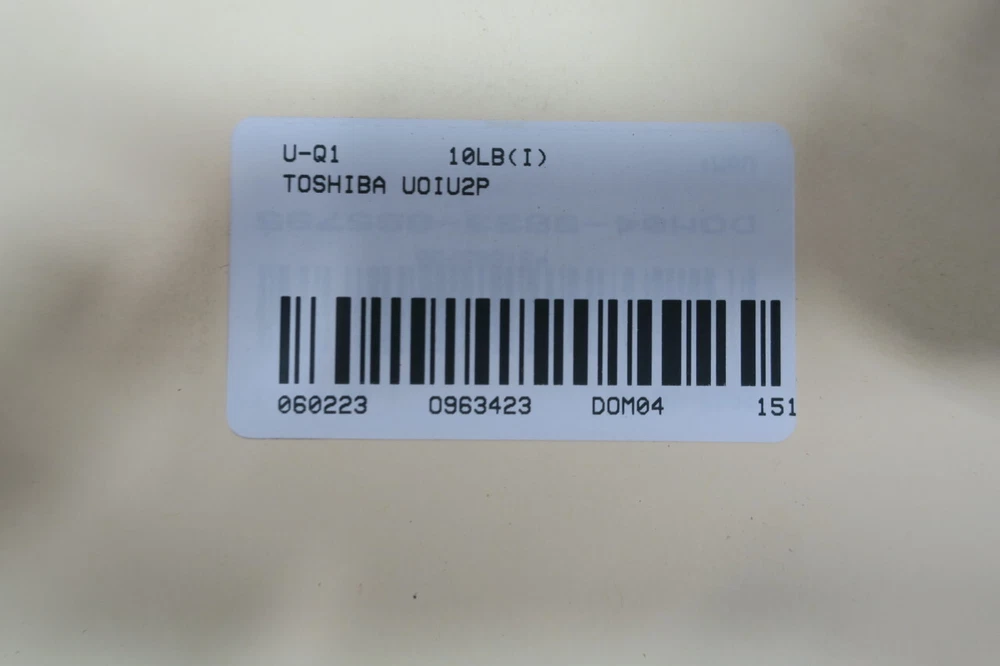 U-Q1 10LB(I)
TOSHIBA UOIU2P
060223 0963423 DOM04 151